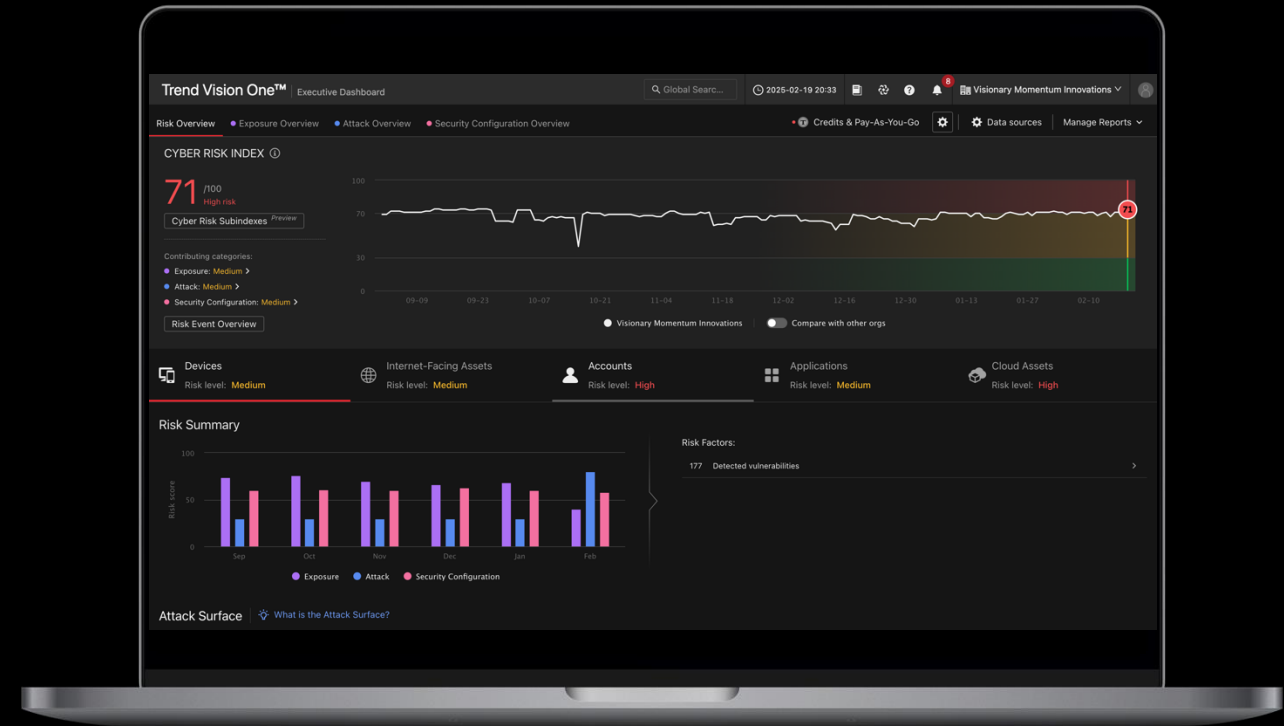 Trend Vision One™ | Executive Dashboard
Global Searc...
2025-02-19 20:33
8
Visionary Momentum Innovations
Risk Overview
Exposure Overview
Attack Overview
Security Configuration Overview
Credits & Pay-As-You-Go
Data sources
Manage Reports
CYBER RISK INDEX
71 /100
High risk
Cyber Risk Subindexes Preview
Contributing categories:
Exposure: Medium >
Attack: Medium >
Security Configuration: Medium >
Risk Event Overview
100
70
30
0
71
09-09 09-23 10-07 10-21 11-04 11-18 12-02 12-16 12-30 01-13 01-27 02-10
Visionary Momentum Innovations
Compare with other orgs
Devices
Risk level: Medium
Internet-Facing Assets
Risk level: Medium
Accounts
Risk level: High
Applications
Risk level: Medium
Cloud Assets
Risk level: High
Risk Summary
100
50
0
Risk score
Sep Oct Nov Dec Jan Feb
Exposure Attack Security Configuration
Risk Factors:
177 Detected vulnerabilities
Attack Surface
What is the Attack Surface?